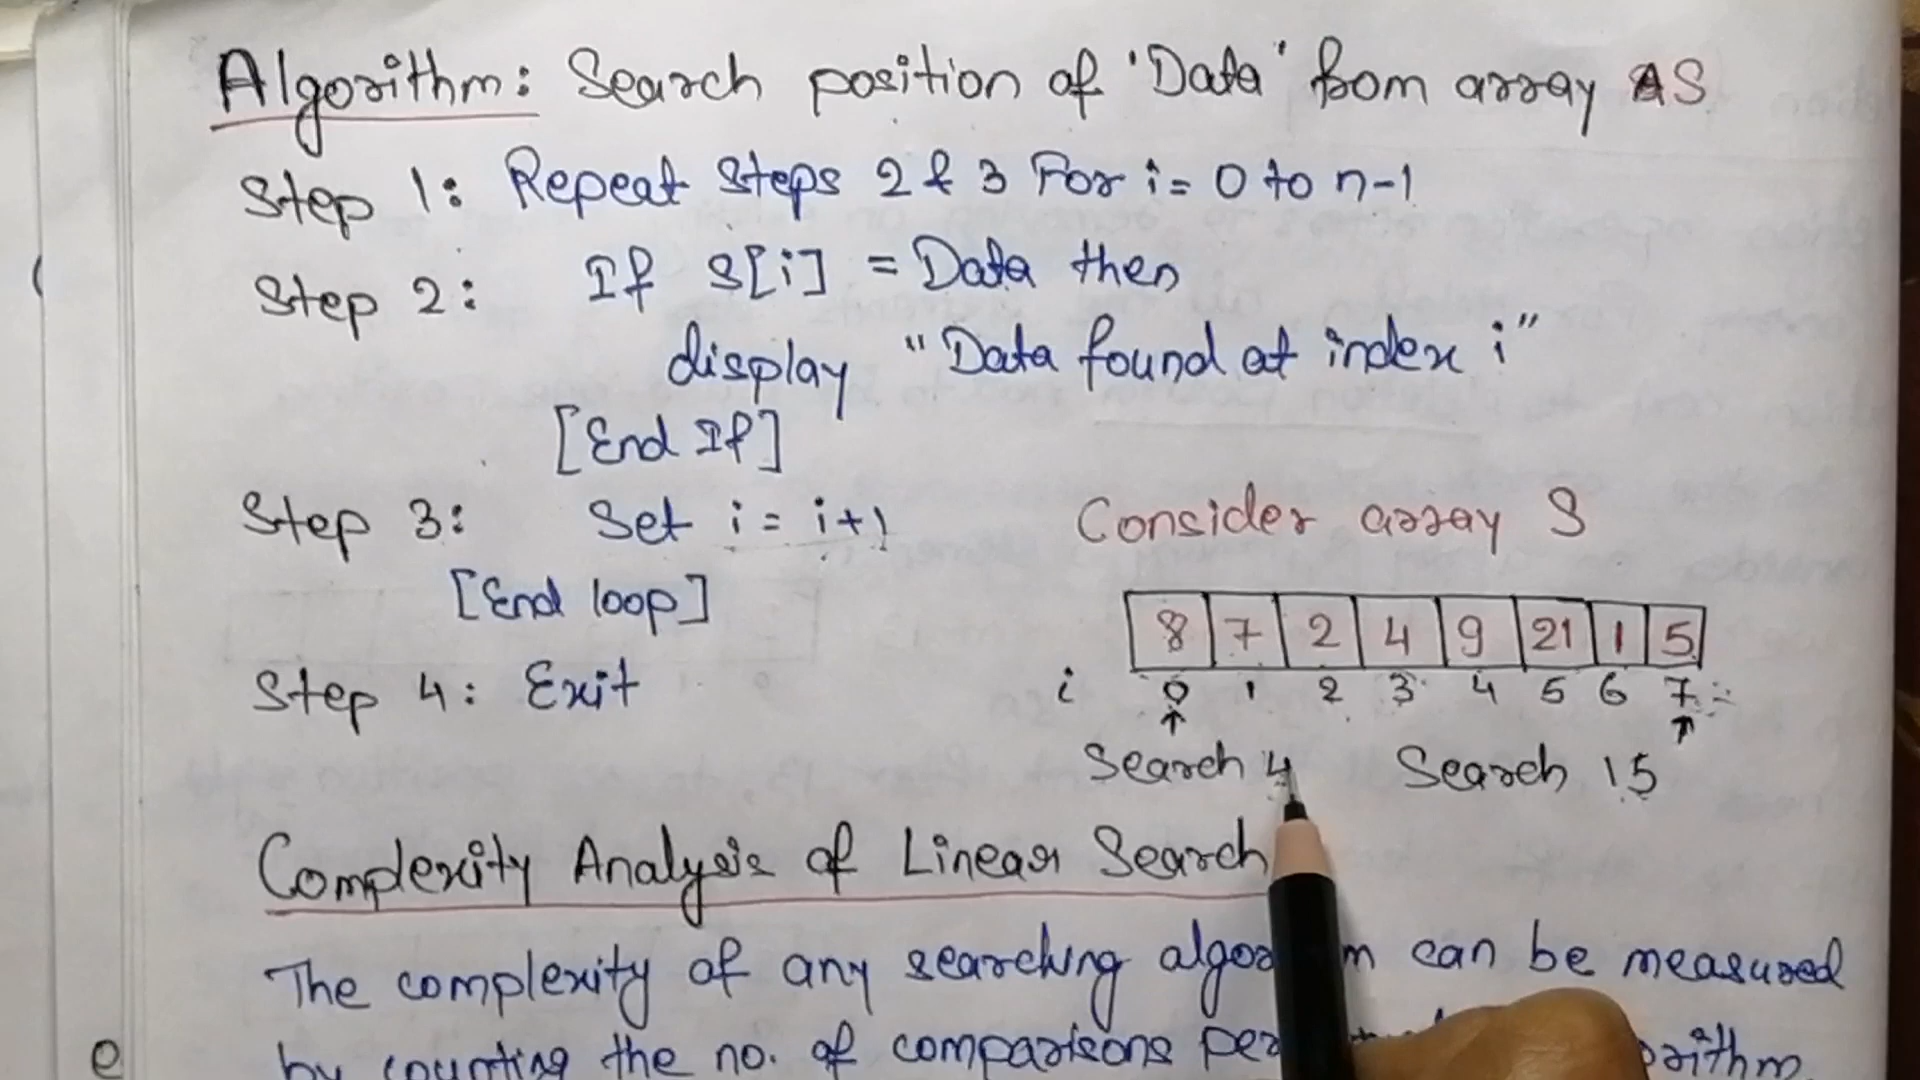 Algorithm: Search position of 'Data' from array S
Step 1: Repeat Steps 2 & 3 For i = 0 to n-1
Step 2: If S[i] = Data then
display "Data found at index i"
[End If]
Step 3: Set i = i+1
[End loop]
Step 4: Exit
Consider array S
8 7 2 4 9 21 1 5
i 0 1 2 3 4 5 6 7
Search 4 Search 15
Complexity Analysis of Linear Search
The complexity of any searching can be measured
by counting the no. of comparisons
e